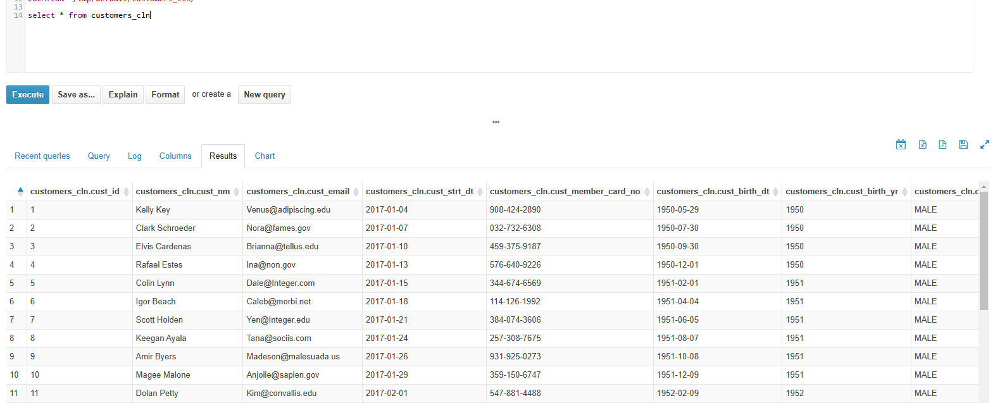 12 LOCATION '/tmp/default/customers_cln/'
13
14 select * from customers_cln
Execute Save as... Explain Format or create a New query
...
Recent queries Query Log Columns Results Chart
customers_cln.cust_id customers_cln.cust_nm customers_cln.cust_email customers_cln.cust_strt_dt customers_cln.cust_member_card_no customers_cln.cust_birth_dt customers_cln.cust_birth_yr customers_cln.c
1 1 Kelly Key Venus@adipiscing.edu 2017-01-04 908-424-2890 1950-05-29 1950 MALE
2 2 Clark Schroeder Nora@fames.gov 2017-01-07 032-732-6308 1950-07-30 1950 MALE
3 3 Elvis Cardenas Brianna@tellus.edu 2017-01-10 459-375-9187 1950-09-30 1950 MALE
4 4 Rafael Estes Ina@non.gov 2017-01-13 576-640-9226 1950-12-01 1950 MALE
5 5 Colin Lynn Dale@Integer.com 2017-01-15 344-674-6569 1951-02-01 1951 MALE
6 6 Igor Beach Caleb@morbi.net 2017-01-18 114-126-1992 1951-04-04 1951 MALE
7 7 Scott Holden Yen@Integer.edu 2017-01-21 384-074-3606 1951-06-05 1951 MALE
8 8 Keegan Ayala Tana@sociis.com 2017-01-24 257-308-7675 1951-08-07 1951 MALE
9 9 Amir Byers Madeson@malesuada.us 2017-01-26 931-925-0273 1951-10-08 1951 MALE
10 10 Magee Malone Anjolie@sapien.gov 2017-01-29 359-150-6747 1951-12-09 1951 MALE
11 11 Dolan Petty Kim@convallis.edu 2017-02-01 547-881-4488 1952-02-09 1952 MALE